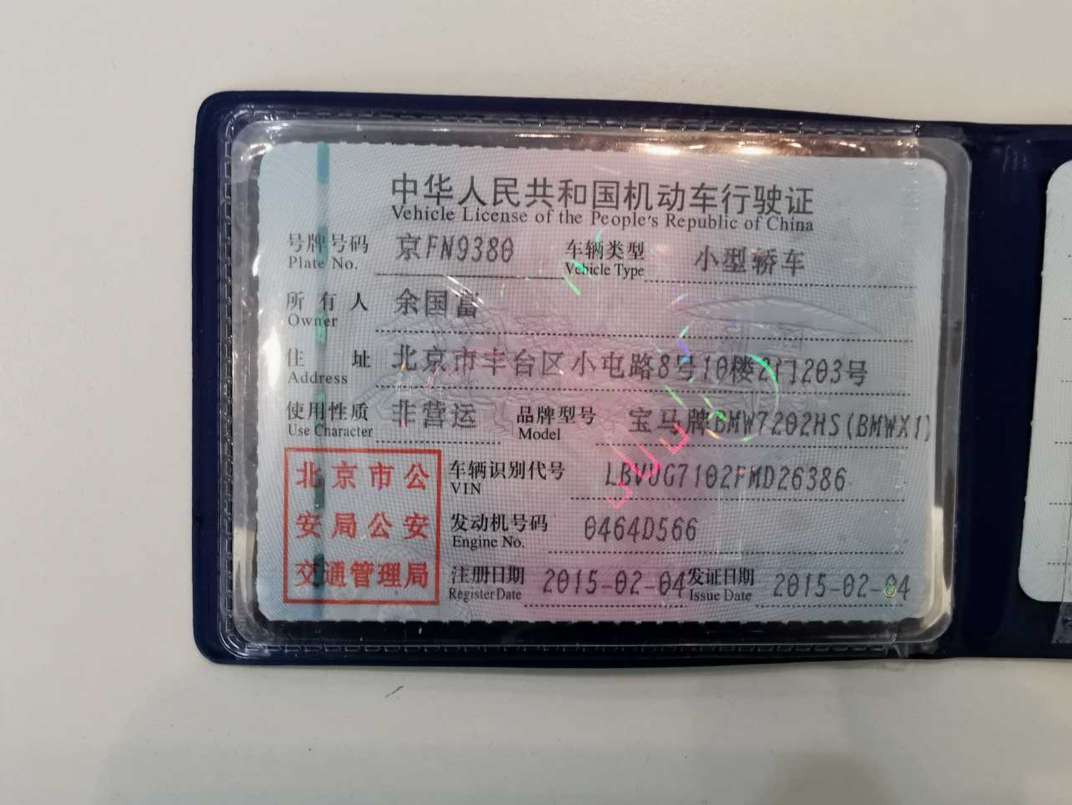 中华人民共和国机动车行驶证
Vehicle License of the People's Republic of China
号牌号码 京FN9380 车辆类型 小型轿车
Plate No. Vehicle Type
所有人 余国富
Owner
住址 北京市丰台区小屯路8号10楼2门1203号
Address
使用性质 非营运 品牌型号 宝马牌BMW7202HS(BMWX1)
Use Character Model
北京市公
安局公安
交通管理局
车辆识别代号 LBVUG7102FMD26386
VIN
发动机号码 0464D566
Engine No.
注册日期 2015-02-04 发证日期 2015-02-04
Register Date Issue Date